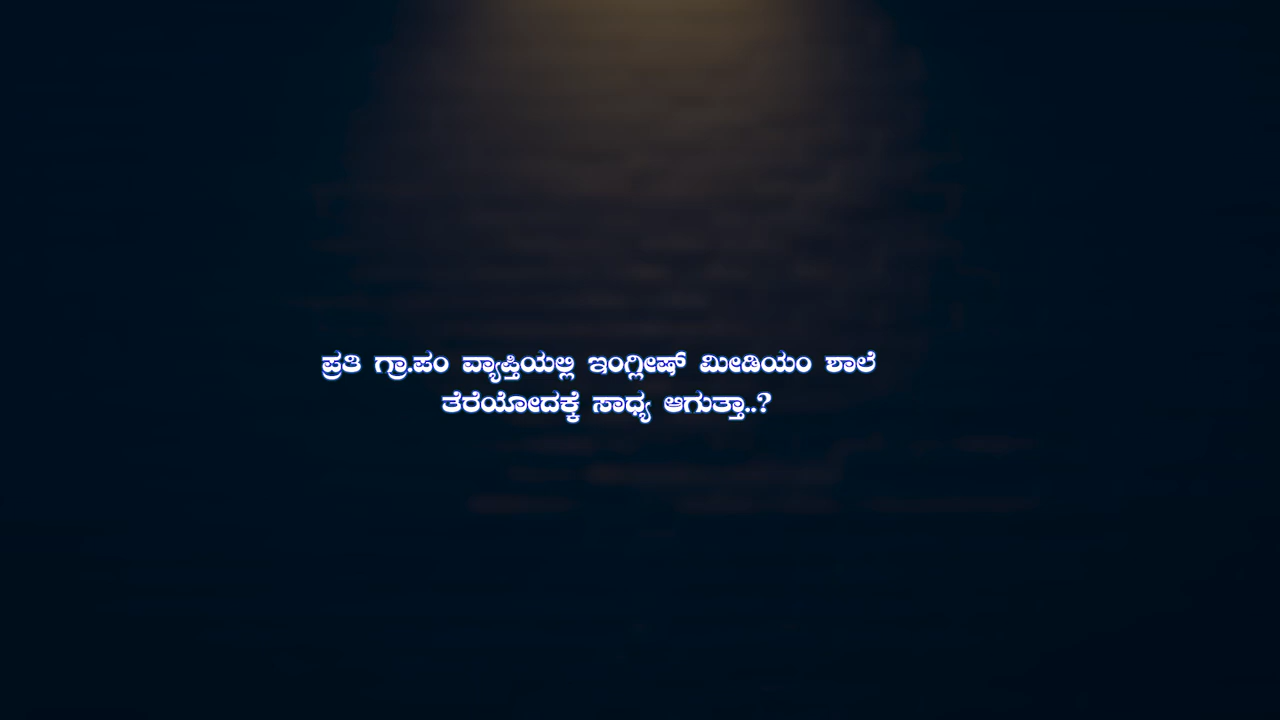 ಪ್ರತಿ ಗ್ರಾ.ಪಂ ವ್ಯಾಪ್ತಿಯಲ್ಲಿ ಇಂಗ್ಲೀಷ್ ಮೀಡಿಯಂ ಶಾಲೆ
ತೆರೆಯೋದಕ್ಕೆ ಸಾಧ್ಯ ಆಗುತ್ತಾ..?